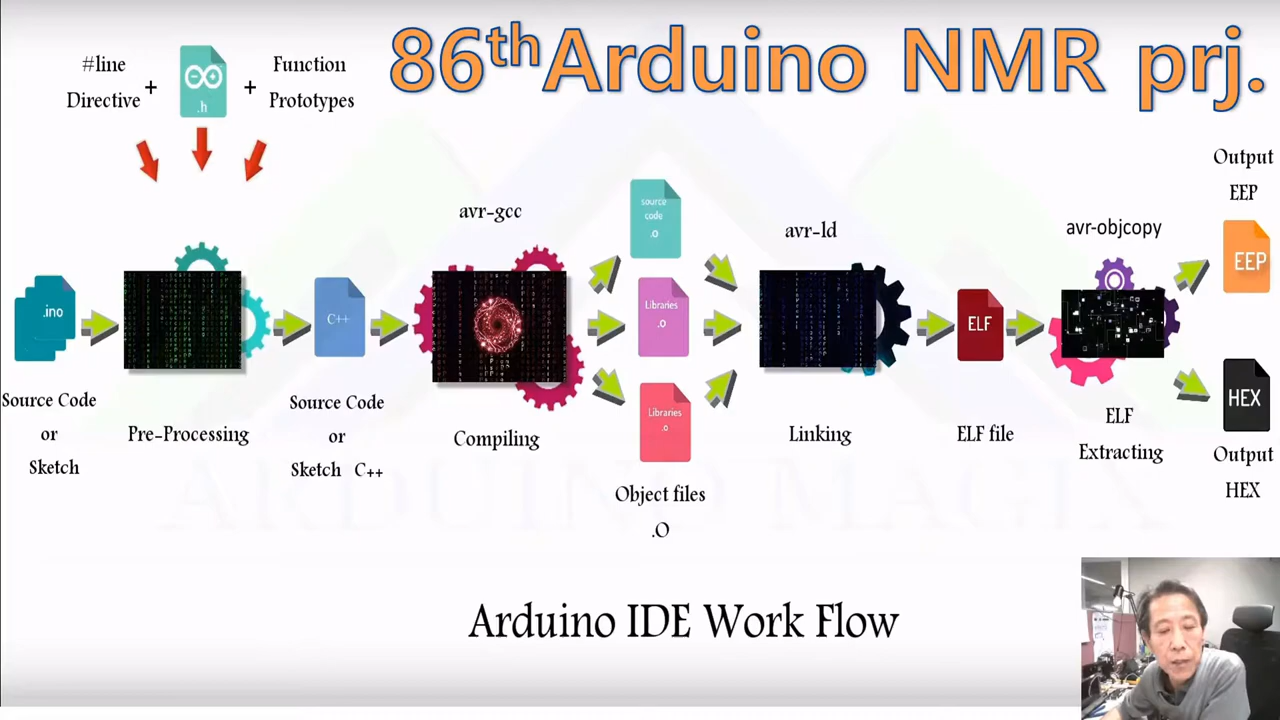 86thArduino NMR prj.
#line
Directive
+
.h
+
Function
Prototypes
.ino
Source Code
or
Sketch
Pre-Processing
C++
Source Code
or
Sketch C++
avr-gcc
Compiling
source
code
.o
Libraries
.o
Libraries
.o
Object files
.O
avr-ld
Linking
ELF
ELF file
avr-objcopy
ELF
Extracting
Output
EEP
EEP
HEX
Output
HEX
ARDUINO MAGIX
Arduino IDE Work Flow